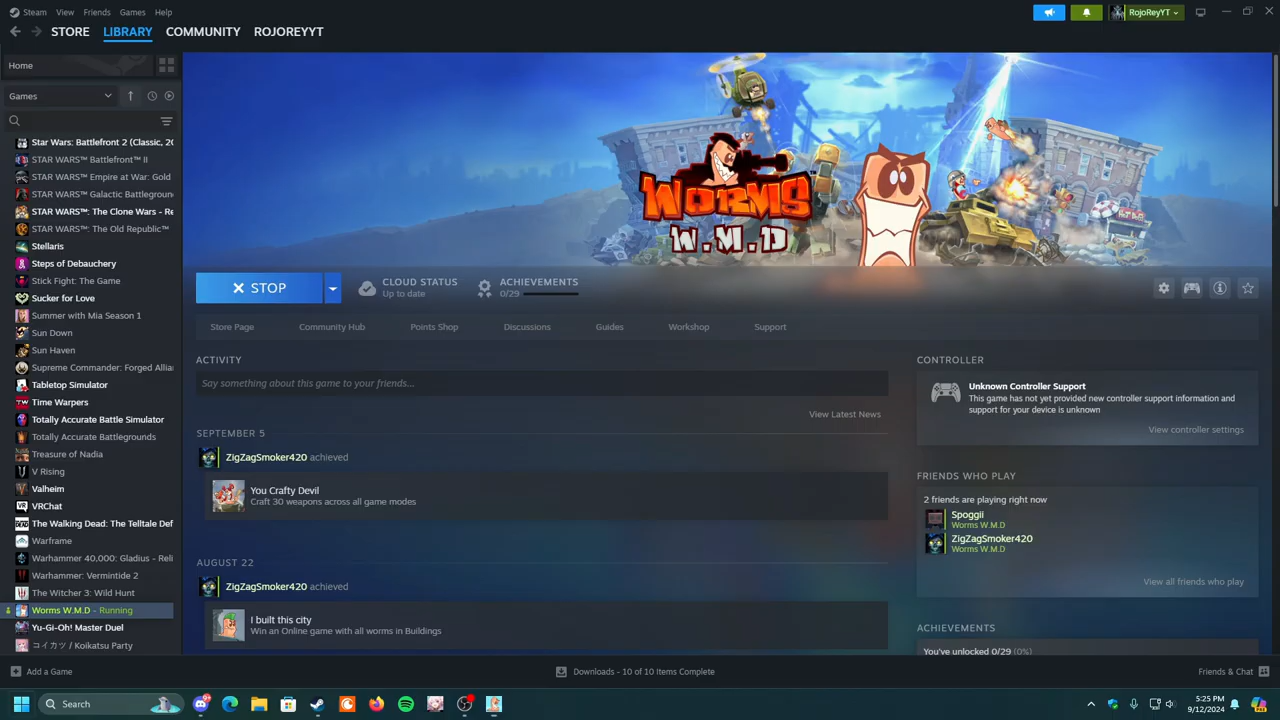 Steam View Friends Games Help
RojoReyYT
STORE LIBRARY COMMUNITY ROJOREYYT
Home
Games
Star Wars: Battlefront 2 (Classic, 20
STAR WARS™ Battlefront™ II
STAR WARS™ Empire at War: Gold
STAR WARS™ Galactic Battleground
STAR WARS™: The Clone Wars - Re
STAR WARS™: The Old Republic™
Stellaris
Steps of Debauchery
Stick Fight: The Game
Sucker for Love
Summer with Mia Season 1
Sun Down
Sun Haven
Supreme Commander: Forged Allia
Tabletop Simulator
Time Warpers
Totally Accurate Battle Simulator
Totally Accurate Battlegrounds
Treasure of Nadia
V Rising
Valheim
VRChat
The Walking Dead: The Telltale Def
Warframe
Warhammer 40,000: Gladius - Reli
Warhammer: Vermintide 2
The Witcher 3: Wild Hunt
Worms W.M.D - Running
Yu-Gi-Oh! Master Duel
コイカツ / Koikatsu Party
WORMS
W.M.D
STOP
CLOUD STATUS
Up to date
ACHIEVEMENTS
0/29
Store Page Community Hub Points Shop Discussions Guides Workshop Support
ACTIVITY
Say something about this game to your friends...
View Latest News
SEPTEMBER 5
ZigZagSmoker420 achieved
You Crafty Devil
Craft 30 weapons across all game modes
AUGUST 22
ZigZagSmoker420 achieved
I built this city
Win an Online game with all worms in Buildings
CONTROLLER
Unknown Controller Support
This game has not yet provided new controller support information and
support for your device is unknown
View controller settings
FRIENDS WHO PLAY
2 friends are playing right now
Spoggii
Worms W.M.D
ZigZagSmoker420
Worms W.M.D
View all friends who play
ACHIEVEMENTS
You've unlocked 0/29 (0%)
Add a Game
Downloads - 10 of 10 Items Complete
Friends & Chat
Search
5:25 PM
9/12/2024